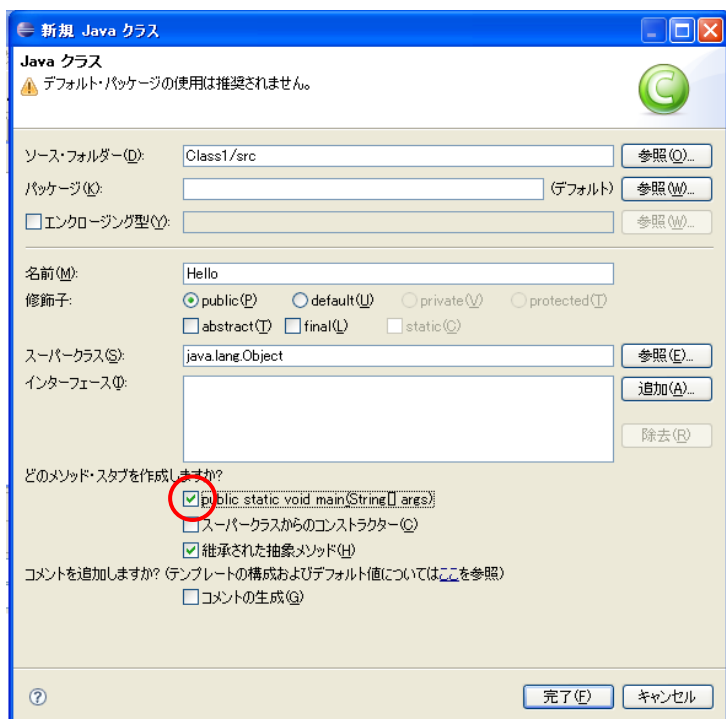 新規 Java クラス
Java クラス
デフォルト・パッケージの使用は推奨されません。
ソース・フォルダー(D): Class1/src 参照(O)...
パッケージ(K): (デフォルト) 参照(W)...
エンクロージング型(Y): 参照(W)...
名前(M): Hello
修飾子: public(P) default(U) private(V) protected(T)
abstract(T) final(L) static(C)
スーパークラス(S): java.lang.Object 参照(E)...
インターフェース(I): 追加(A)...
除去(R)
どのメソッド・スタブを作成しますか?
public static void main(String[] args)
スーパークラスからのコンストラクター(C)
継承された抽象メソッド(H)
コメントを追加しますか? (テンプレートの構成およびデフォルト値についてはここを参照)
コメントの生成(G)
? 完了(F) キャンセル